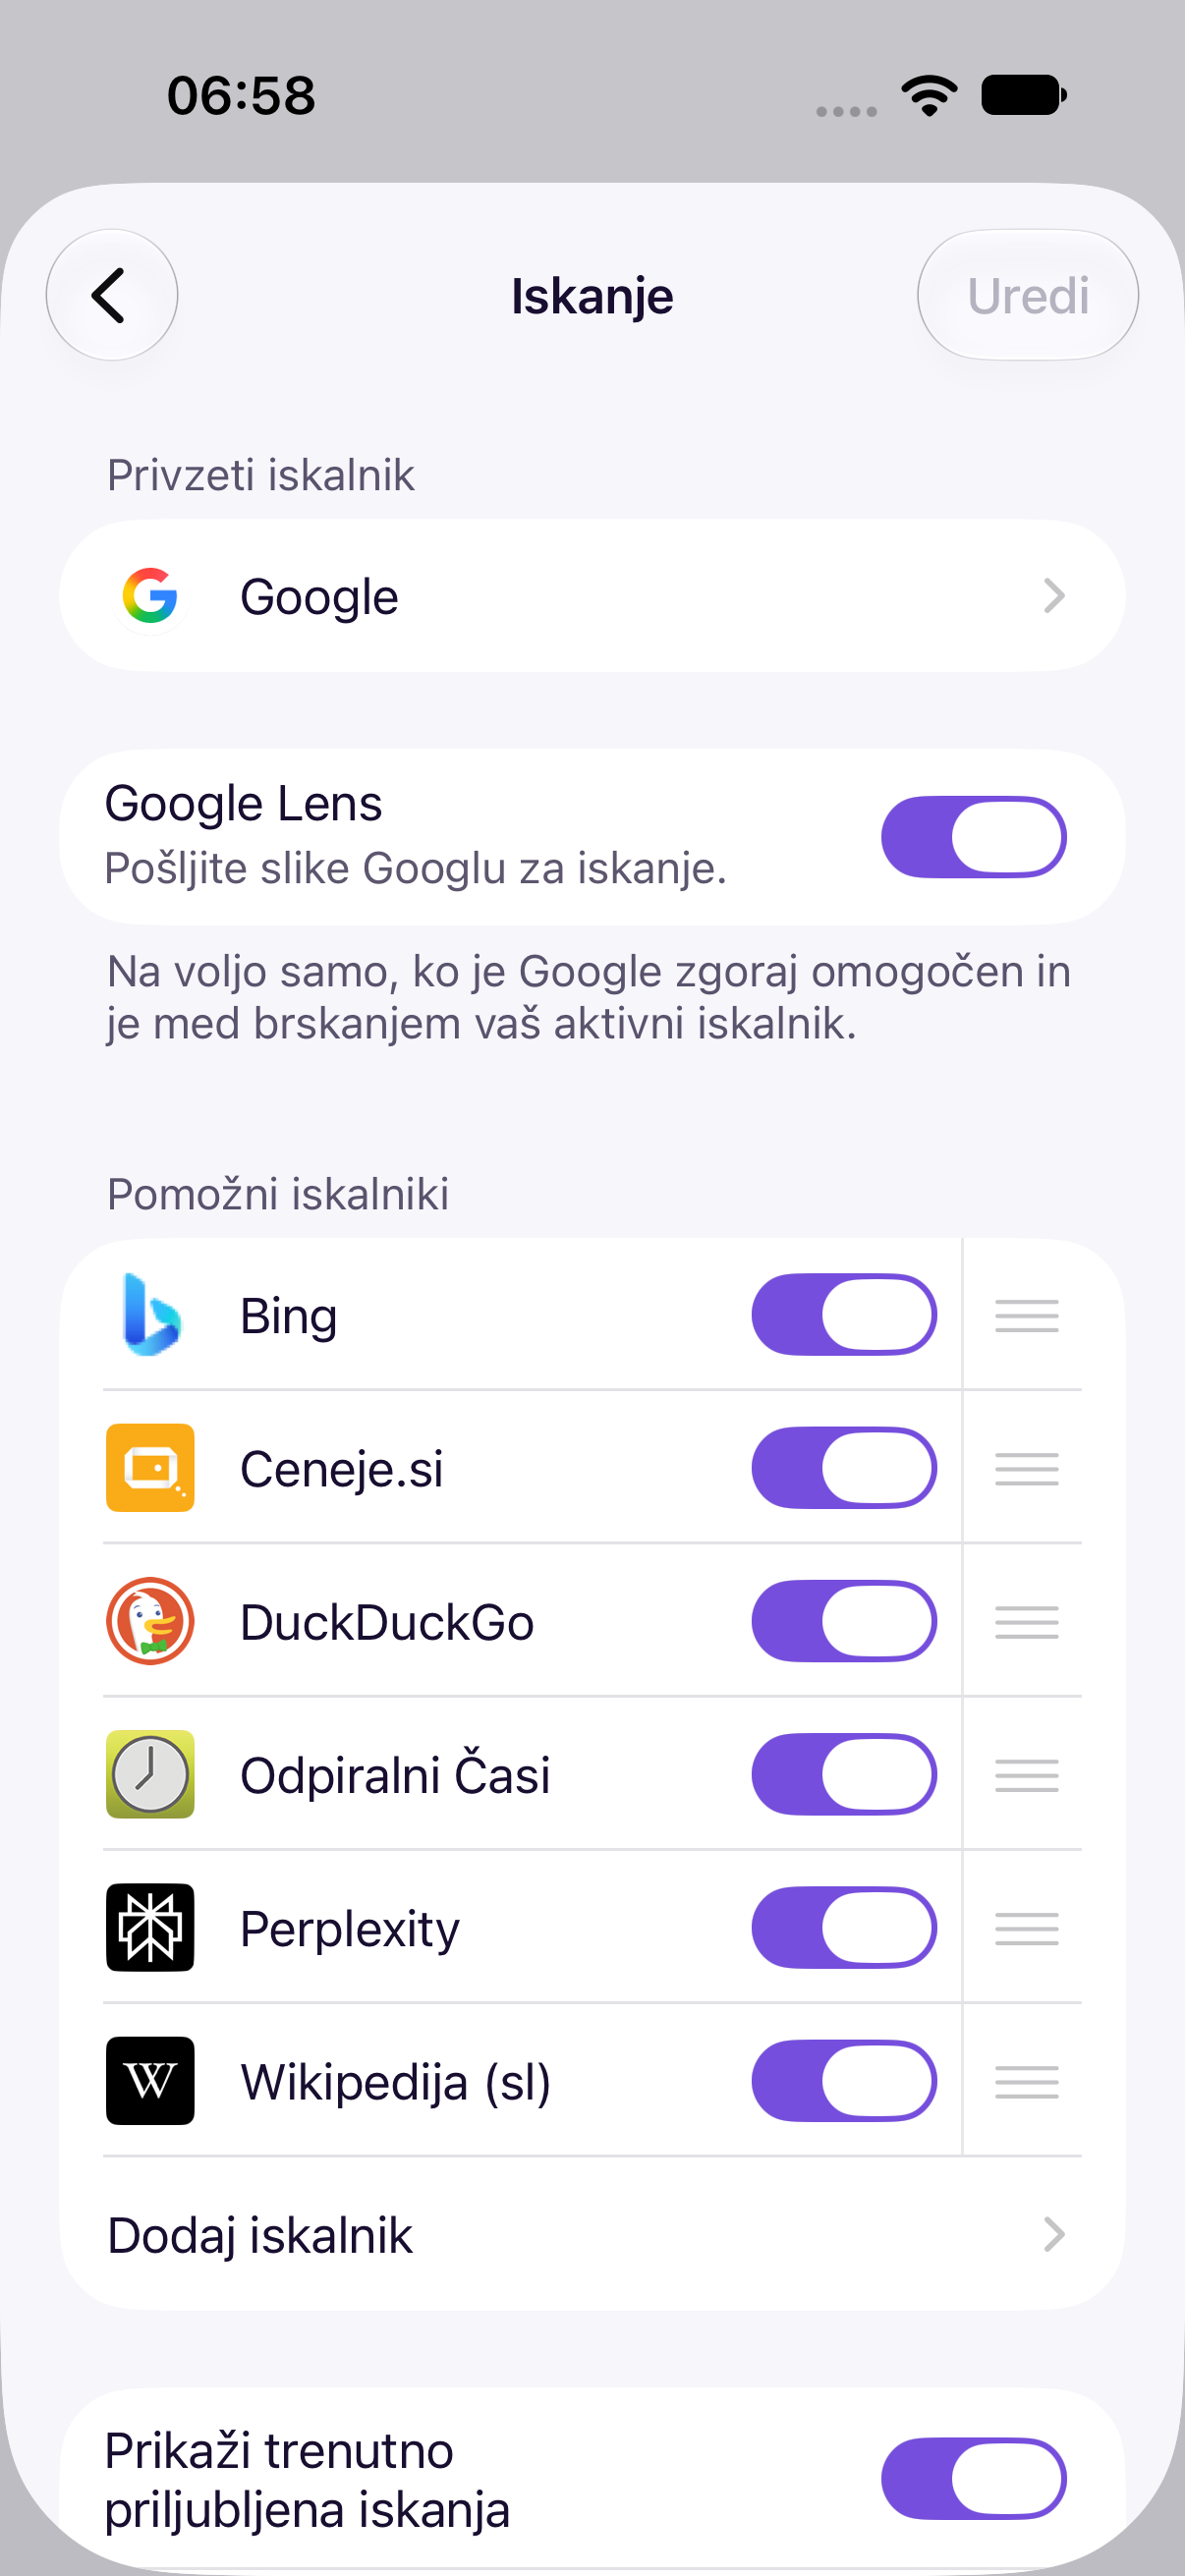 06:58
Iskanje
Uredi
Privzeti iskalnik
Google
Google Lens
Pošljite slike Googlu za iskanje.
Na voljo samo, ko je Google zgoraj omogočen in
je med brskanjem vaš aktivni iskalnik.
Pomožni iskalniki
Bing
Ceneje.si
DuckDuckGo
Odpiralni Časi
Perplexity
Wikipedija (sl)
Dodaj iskalnik
Prikaži trenutno
priljubljena iskanja